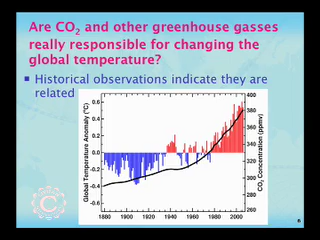 Are CO₂ and other greenhouse gasses
really responsible for changing the
global temperature?
Historical observations indicate they are
related
Global Temperature Anomaly (°C)
0.6
0.4
0.2
0.0
-0.2
-0.4
-0.6
400
380
360
340
320
300
280
260
CO₂ Concentration (ppmv)
1880 1900 1920 1940 1960 1980 2000